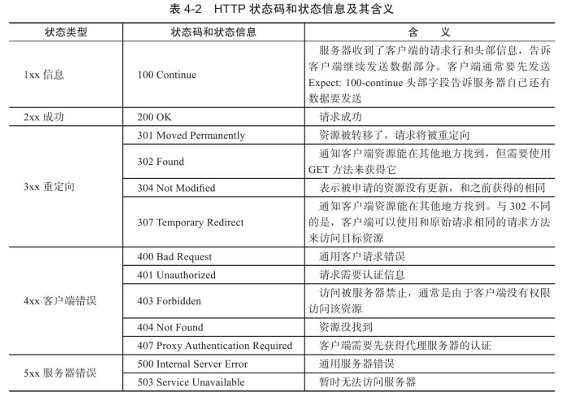 表 4-2 HTTP 状态码和状态信息及其含义
状态类型 状态码和状态信息 含 义
1xx 信息 100 Continue 服务器收到了客户端的请求行和头部信息，告诉
客户端继续发送数据部分。客户端通常要先发送
Expect: 100-continue 头部字段告诉服务器自己还有
数据要发送
2xx 成功 200 OK 请求成功
3xx 重定向 301 Moved Permanently 资源被转移了，请求将被重定向
302 Found 通知客户端资源能在其他地方找到，但需要使用
GET 方法来获得它
304 Not Modified 表示被申请的资源没有更新，和之前获得的相同
307 Temporary Redirect 通知客户端资源能在其他地方找到。与 302 不同
的是，客户端可以使用和原始请求相同的请求方法
来访问目标资源
4xx 客户端错误 400 Bad Request 通用客户请求错误
401 Unauthorized 请求需要认证信息
403 Forbidden 访问被服务器禁止，通常是由于客户端没有权限
访问该资源
404 Not Found 资源没找到
407 Proxy Authentication Required 客户端需要先获得代理服务器的认证
5xx 服务器错误 500 Internal Server Error 通用服务器错误
503 Service Unavailable 暂时无法访问服务器